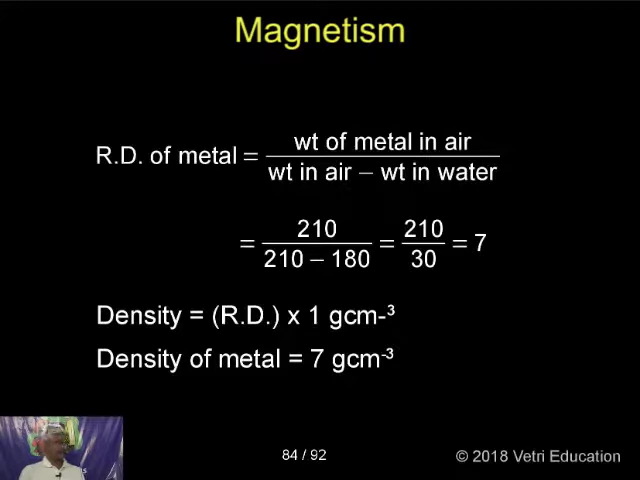 Magnetism
R.D. of metal = wt of metal in air / wt in air − wt in water
= 210 / 210 − 180 = 210 / 30 = 7
Density = (R.D.) x 1 gcm-³
Density of metal = 7 gcm⁻³
84 / 92
© 2018 Vetri Education